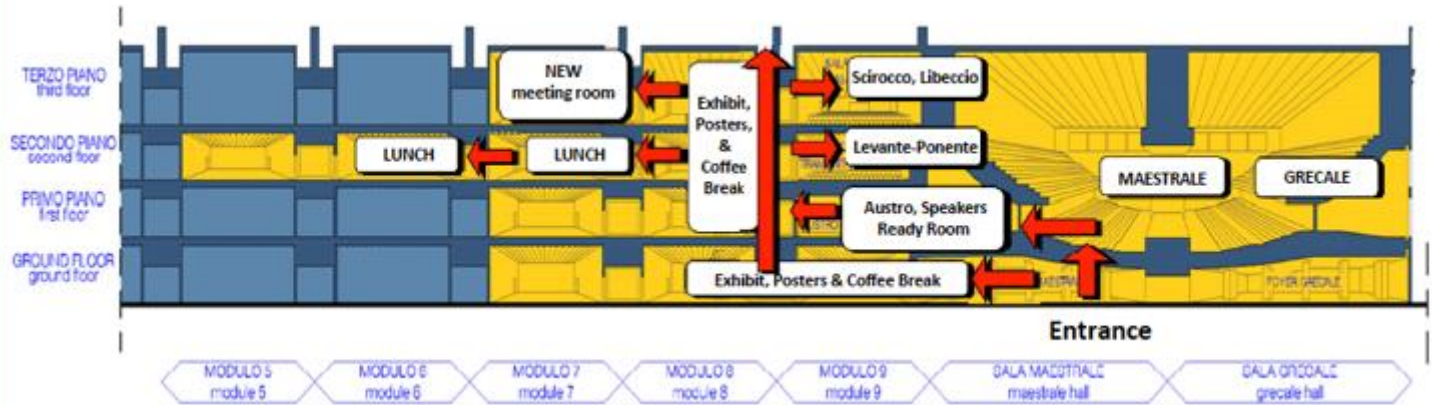 TERZO PIANO
third floor
NEW
meeting room
Exhibit,
Posters,
&
Coffee
Break
Scirocco, Libeccio
SECONDO PIANO
second floor
LUNCH
LUNCH
Levante-Ponente
MAESTRALE
GRECALE
PRIMO PIANO
first floor
Austro, Speakers
Ready Room
GROUND FLOOR
ground floor
Exhibit, Posters & Coffee Break
FOYER GRECALE
Entrance
MODULO 5
module 5
MODULO 6
module 6
MODULO 7
module 7
MODULO 8
module 8
MODULO 9
module 9
SALA MAESTRALE
maestrale hall
SALA GRECALE
grecale hall